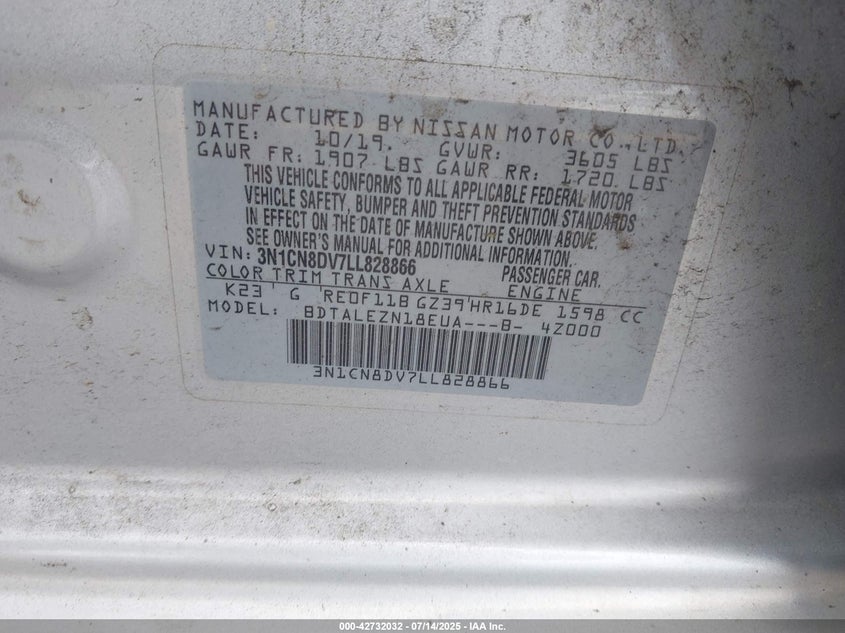 MANUFACTURED BY NISSAN MOTOR CO., LTD.
DATE: 10/19. GVWR: 3605 LBS
GAWR FR: 1907 LBS GAWR RR: 1720 LBS
THIS VEHICLE CONFORMS TO ALL APPLICABLE FEDERAL MOTOR
VEHICLE SAFETY, BUMPER AND THEFT PREVENTION STANDARDS
IN EFFECT ON THE DATE OF MANUFACTURE SHOWN ABOVE.
SEE OWNER'S MANUAL FOR ADDITIONAL INFORMATION.
VIN: 3N1CN8DV7LL828866 PASSENGER CAR.
COLOR TRIM TRANS AXLE ENGINE
K23 G RE0F11B GZ39 HR16DE 1598 CC
MODEL: BDTALEZN18EUA---B- 4Z000
3N1CN8DV7LL828866
000-42732032 - 07/14/2025 - IAA Inc.